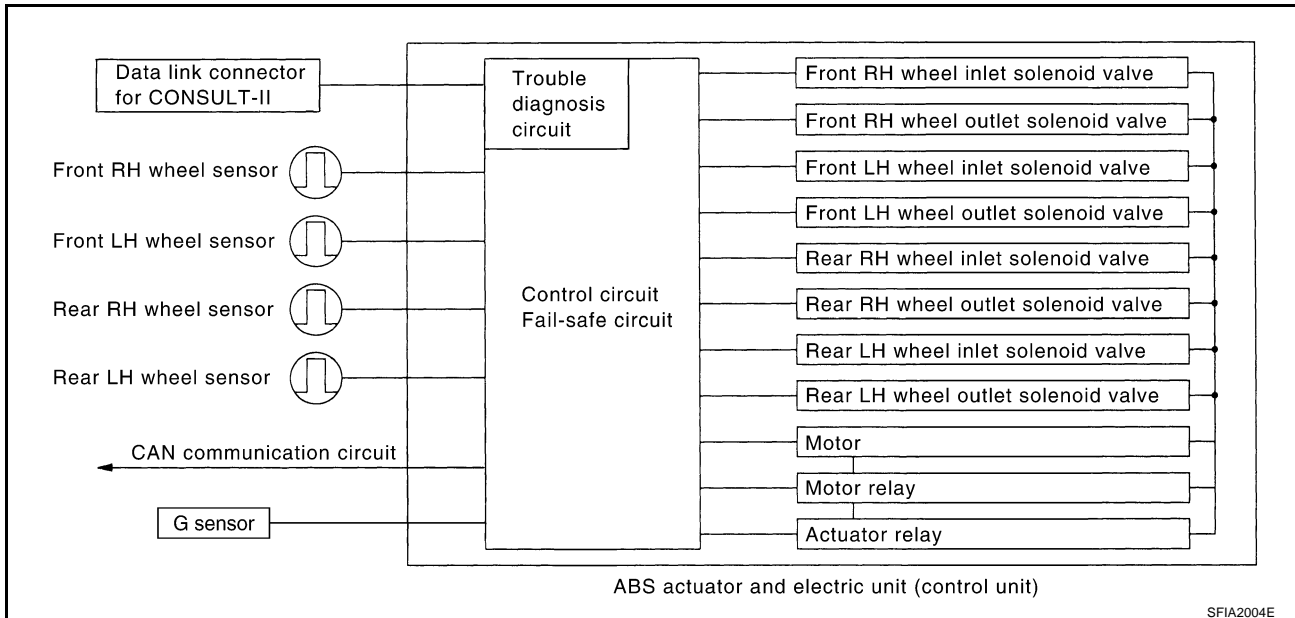 Data link connector
for CONSULT-II
Trouble
diagnosis
circuit
Front RH wheel sensor
Front LH wheel sensor
Rear RH wheel sensor
Rear LH wheel sensor
CAN communication circuit
G sensor
Control circuit
Fail-safe circuit
Front RH wheel inlet solenoid valve
Front RH wheel outlet solenoid valve
Front LH wheel inlet solenoid valve
Front LH wheel outlet solenoid valve
Rear RH wheel inlet solenoid valve
Rear RH wheel outlet solenoid valve
Rear LH wheel inlet solenoid valve
Rear LH wheel outlet solenoid valve
Motor
Motor relay
Actuator relay
ABS actuator and electric unit (control unit)
SFIA2004E